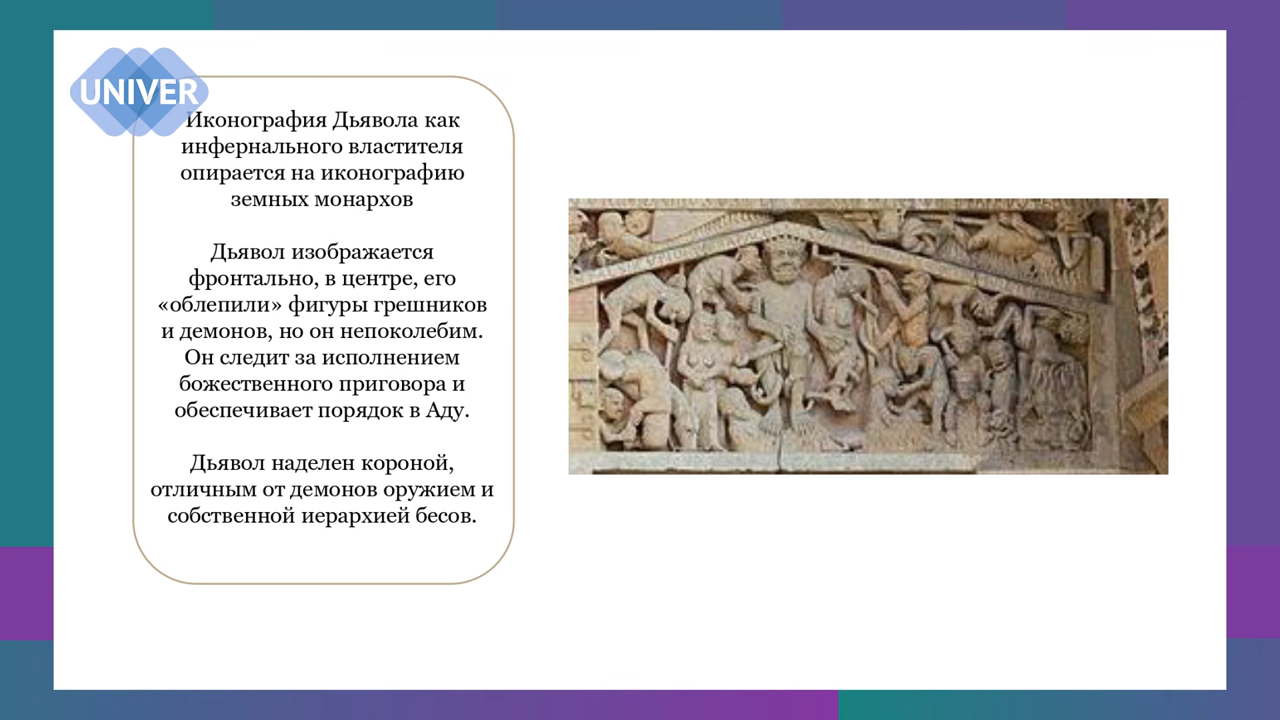 UNIVER
Иконография Дьявола как
инфернального властителя
опирается на иконографию
земных монархов
Дьявол изображается
фронтально, в центре, его
«облепили» фигуры грешников
и демонов, но он непоколебим.
Он следит за исполнением
божественного приговора и
обеспечивает порядок в Аду.
Дьявол наделен короной,
отличным от демонов оружием и
собственной иерархией бесов.